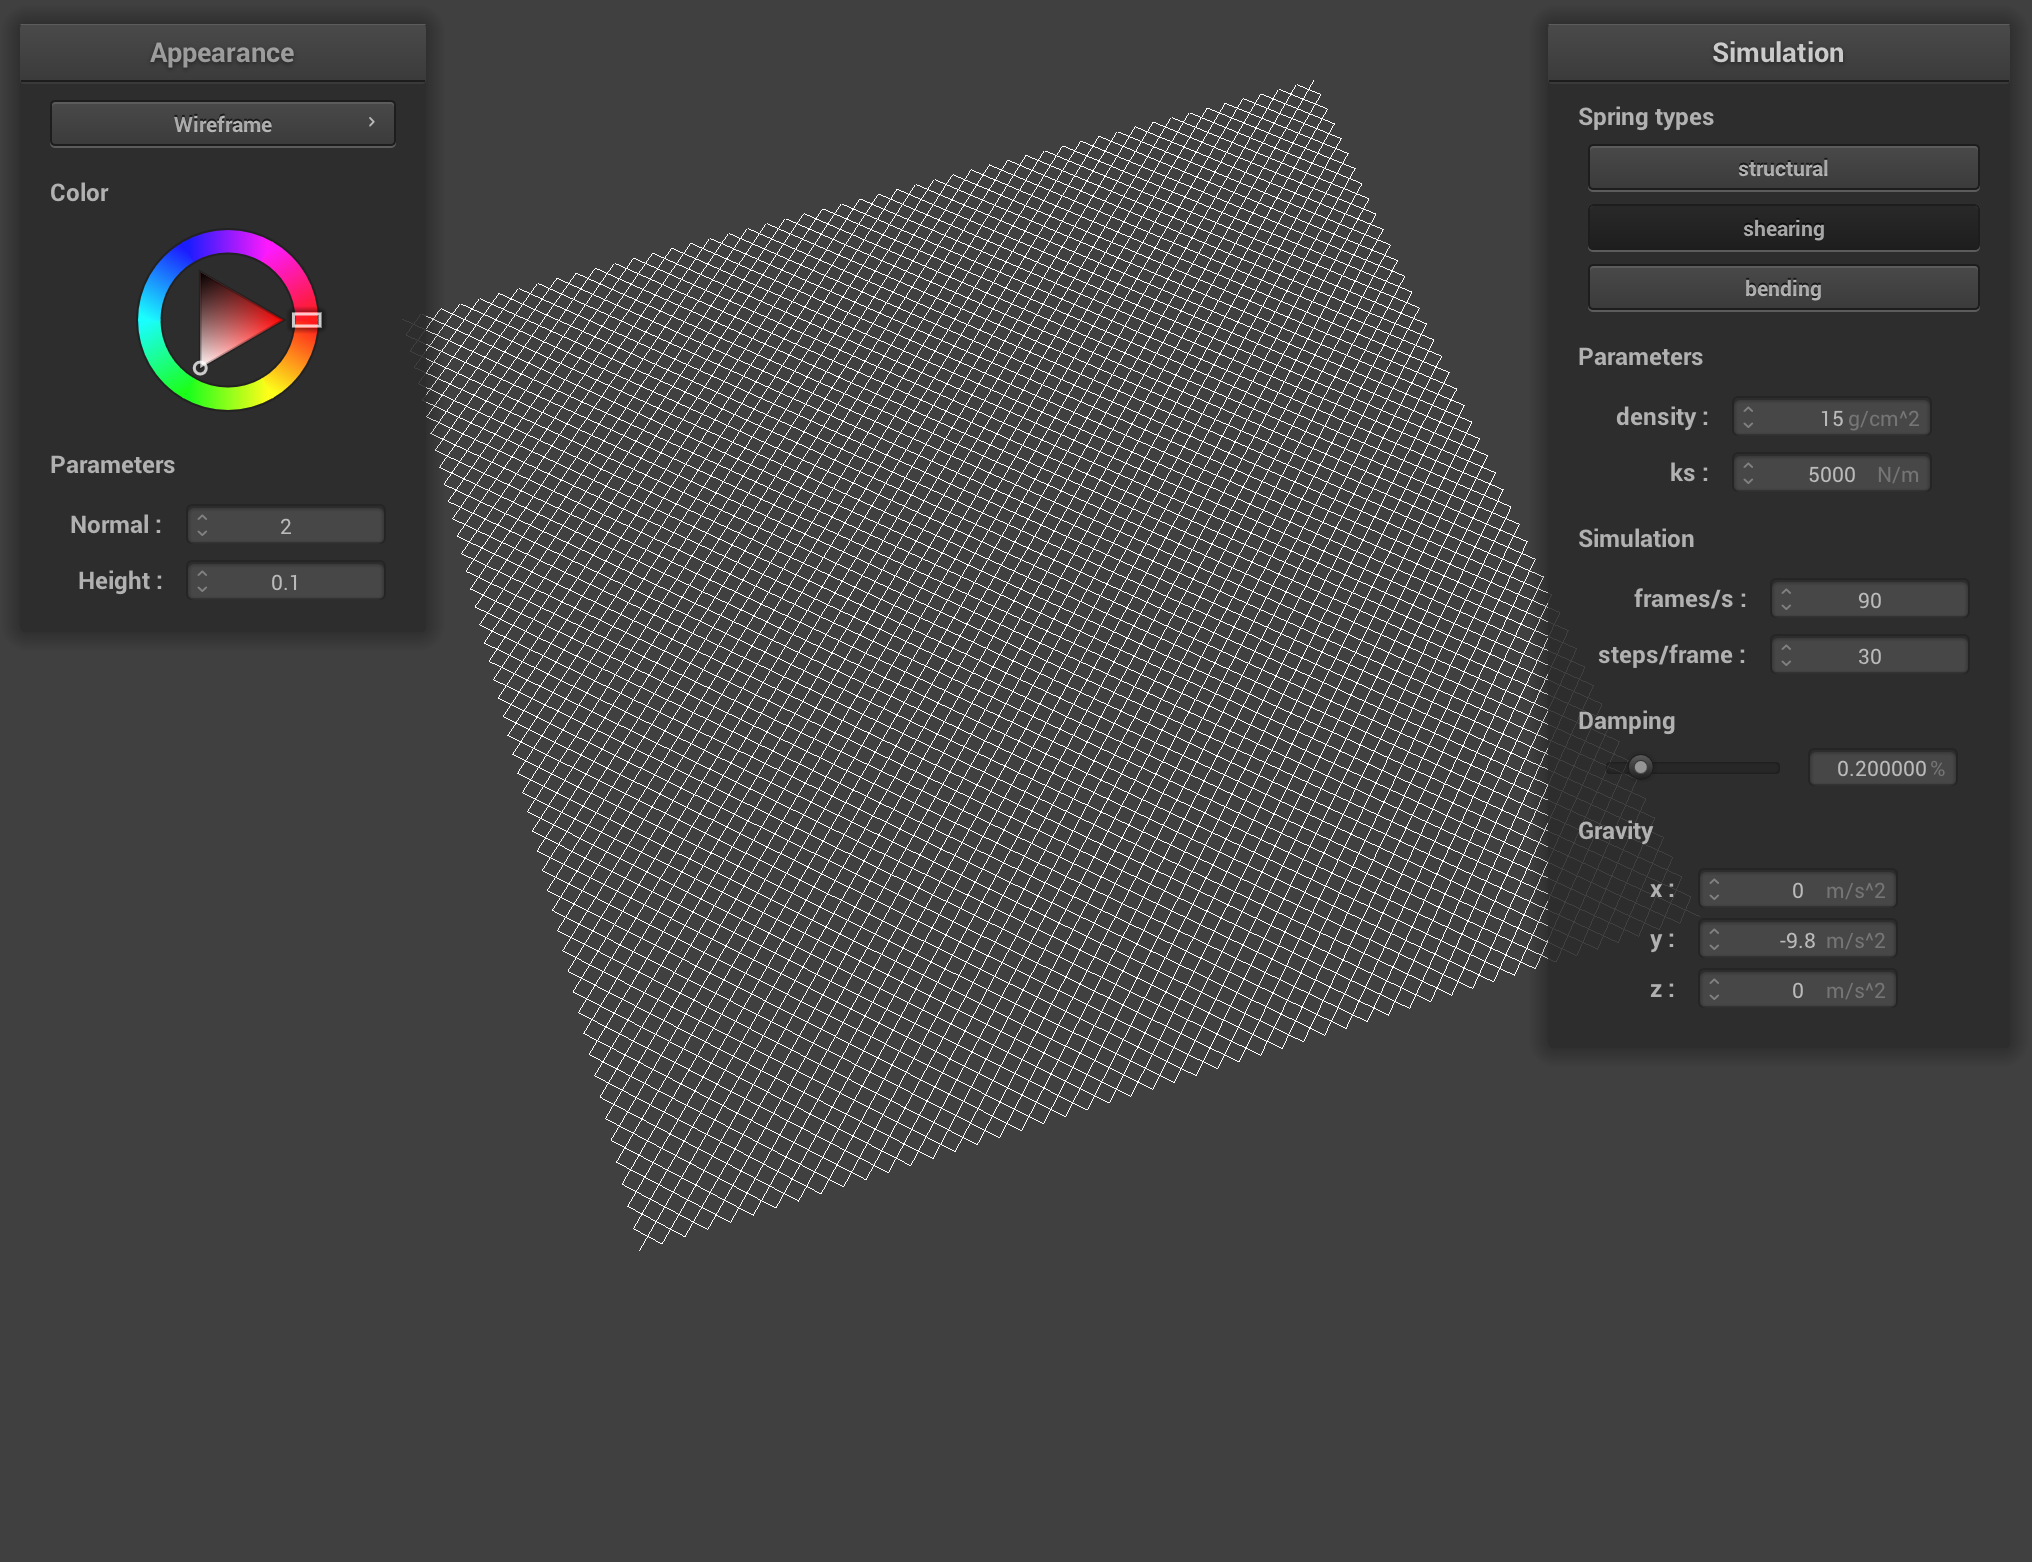 Appearance
Wireframe
Color
Parameters
Normal : 2
Height : 0.1
Simulation
Spring types
structural
shearing
bending
Parameters
density : 15 g/cm^2
ks : 5000 N/m
Simulation
frames/s : 90
steps/frame : 30
Damping
0.200000 %
Gravity
x : 0 m/s^2
y : -9.8 m/s^2
z : 0 m/s^2